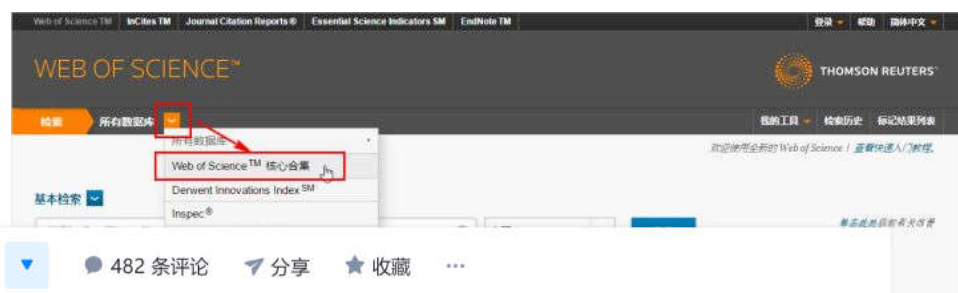 Web of Science TM InCites TM Journal Citation Reports ® Essential Science Indicators SM EndNote TM 登录 帮助 简体中文
WEB OF SCIENCE™ THOMSON REUTERS
检索 所有数据库 我的工具 检索历史 标记结果列表
所有数据库
欢迎使用全新的 Web of Science！查看快速入门教程。
Web of Science TM 核心合集
Derwent Innovations Index SM
基本检索
Inspec ®
482 条评论 分享 收藏 ···